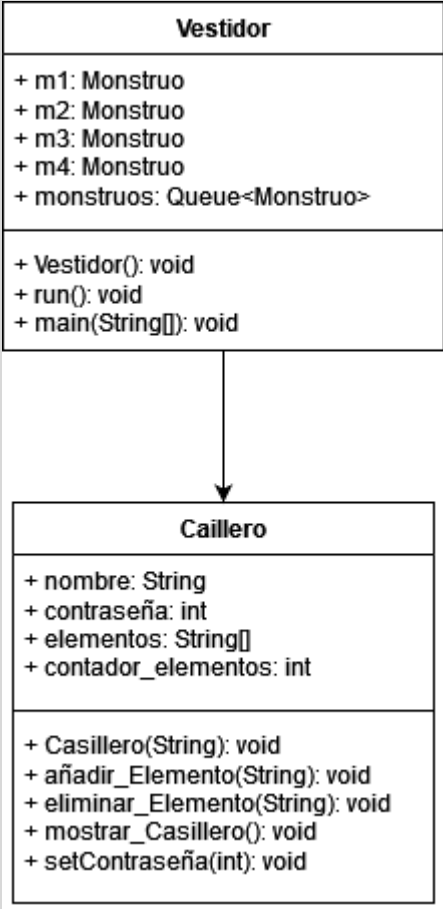 Vestidor
+ m1: Monstruo
+ m2: Monstruo
+ m3: Monstruo
+ m4: Monstruo
+ monstruos: Queue<Monstruo>
+ Vestidor(): void
+ run(): void
+ main(String[]): void
Caillero
+ nombre: String
+ contraseña: int
+ elementos: String[]
+ contador_elementos: int
+ Casillero(String): void
+ añadir_Elemento(String): void
+ eliminar_Elemento(String): void
+ mostrar_Casillero(): void
+ setContraseña(int): void